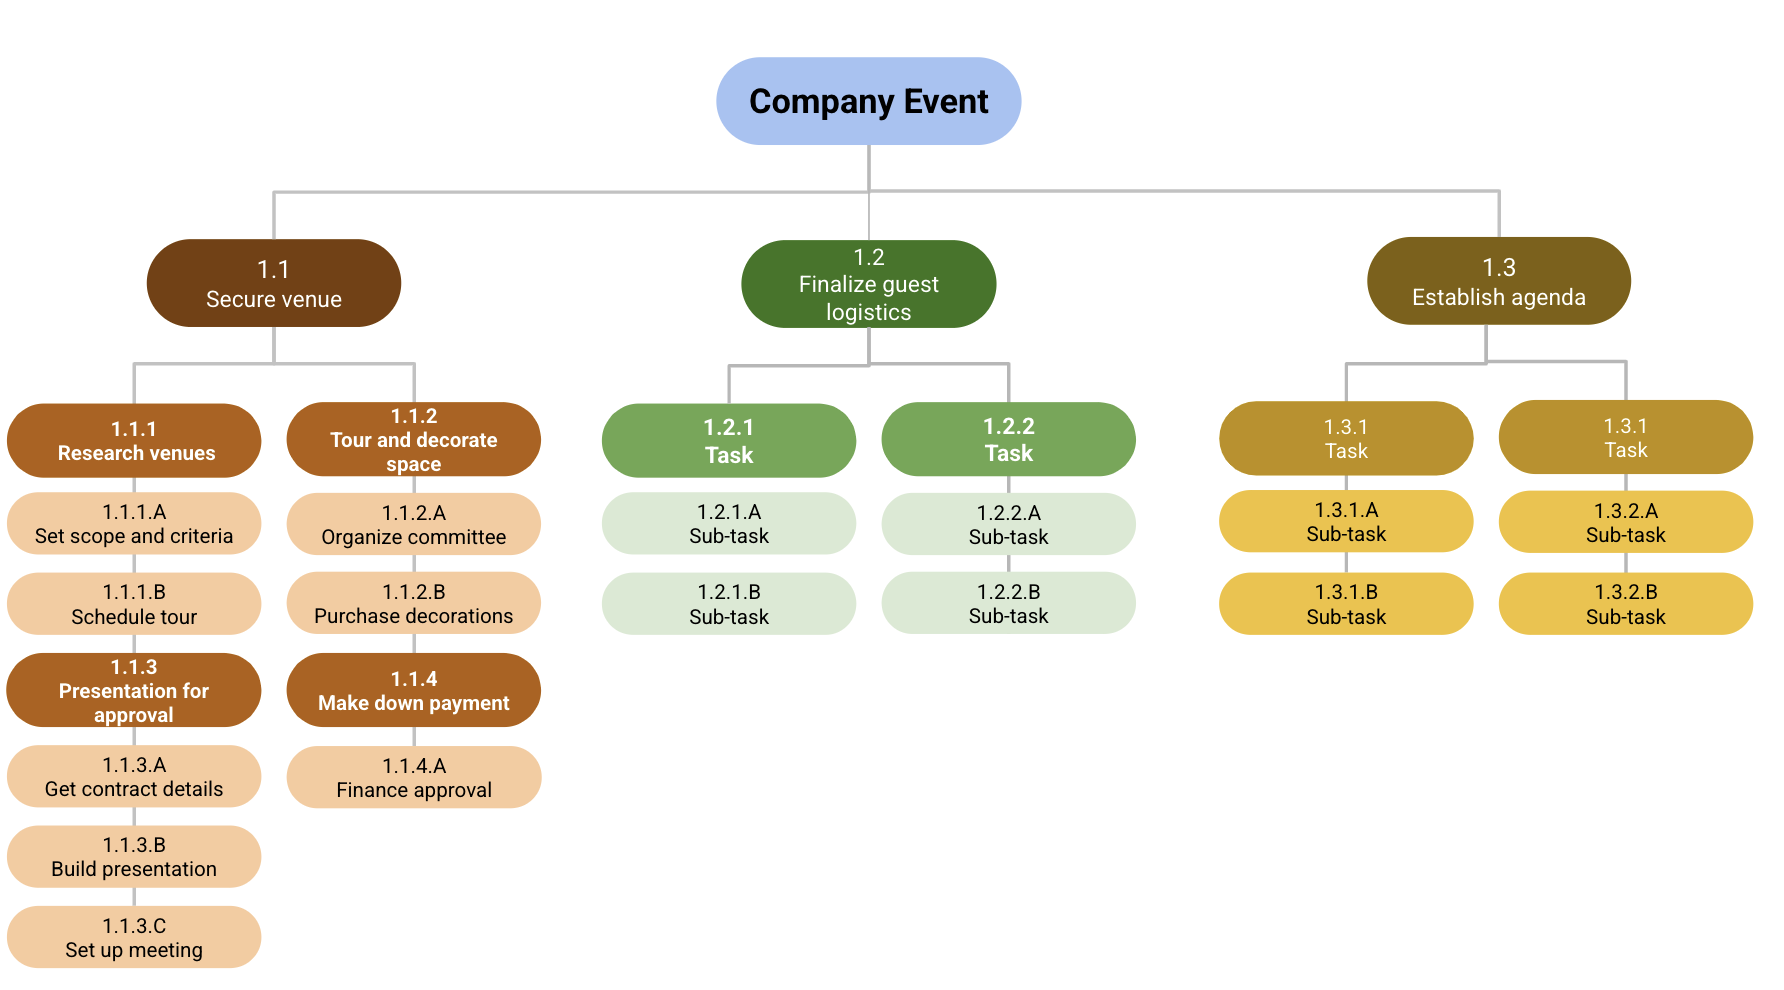 Company Event
1.1
Secure venue
1.2
Finalize guest
logistics
1.3
Establish agenda
1.1.1
Research venues
1.1.1.A
Set scope and criteria
1.1.1.B
Schedule tour
1.1.3
Presentation for
approval
1.1.3.A
Get contract details
1.1.3.B
Build presentation
1.1.3.C
Set up meeting
1.1.2
Tour and decorate
space
1.1.2.A
Organize committee
1.1.2.B
Purchase decorations
1.1.4
Make down payment
1.1.4.A
Finance approval
1.2.1
Task
1.2.1.A
Sub-task
1.2.1.B
Sub-task
1.2.2
Task
1.2.2.A
Sub-task
1.2.2.B
Sub-task
1.3.1
Task
1.3.1.A
Sub-task
1.3.1.B
Sub-task
1.3.1
Task
1.3.2.A
Sub-task
1.3.2.B
Sub-task